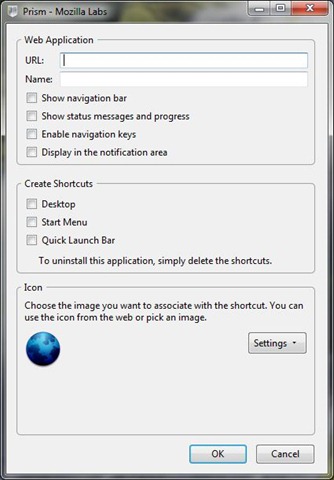 Prism - Mozilla Labs
Web Application
URL:
Name:
Show navigation bar
Show status messages and progress
Enable navigation keys
Display in the notification area
Create Shortcuts
Desktop
Start Menu
Quick Launch Bar
To uninstall this application, simply delete the shortcuts.
Icon
Choose the image you want to associate with the shortcut. You can
use the icon from the web or pick an image.
Settings
OK
Cancel